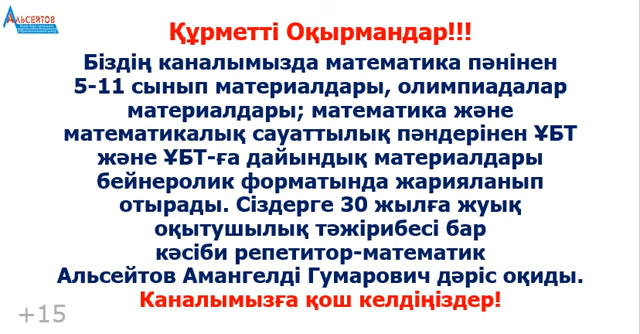 АЛЬСЕЙТОВ
Құрметті Оқырмандар!!!
Біздің каналымызда математика пәнінен
5-11 сынып материалдары, олимпиадалар
материалдары; математика және
математикалық сауаттылық пәндерінен ҰБТ
және ҰБТ-ға дайындық материалдары
бейнеролик форматында жарияланып
отырады. Сіздерге 30 жылға жуық
оқытушылық тәжірибесі бар
кәсіби репетитор-математик
Альсейтов Амангелді Гумарович дәріс оқиды.
Каналымызға қош келдіңіздер!
+15